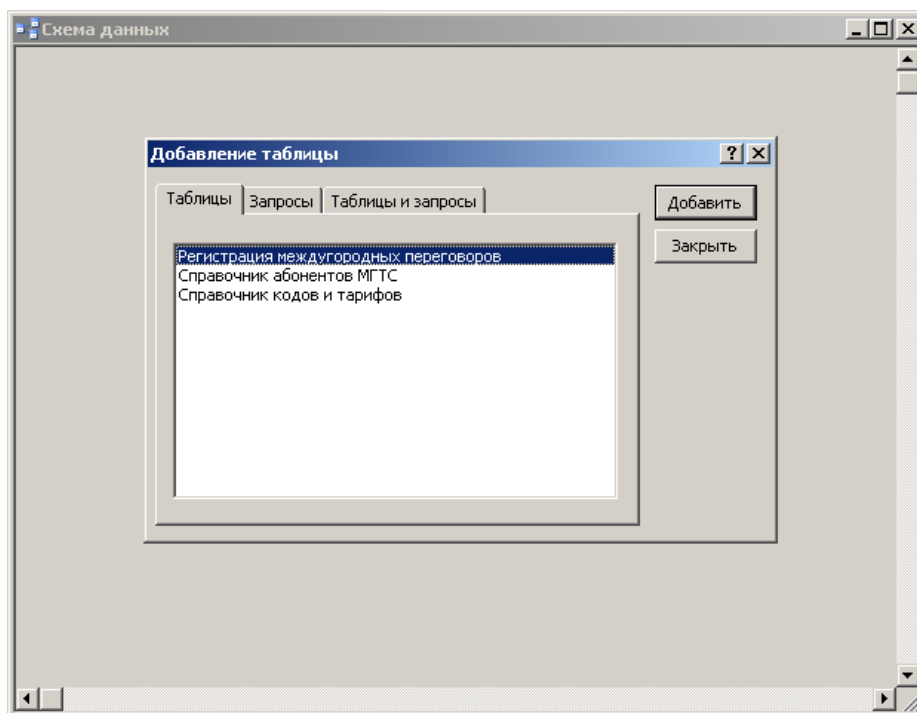 Схема данных
Добавление таблицы
Таблицы
Запросы
Таблицы и запросы
Добавить
Закрыть
Регистрация междугородных переговоров
Справочник абонентов МГТС
Справочник кодов и тарифов